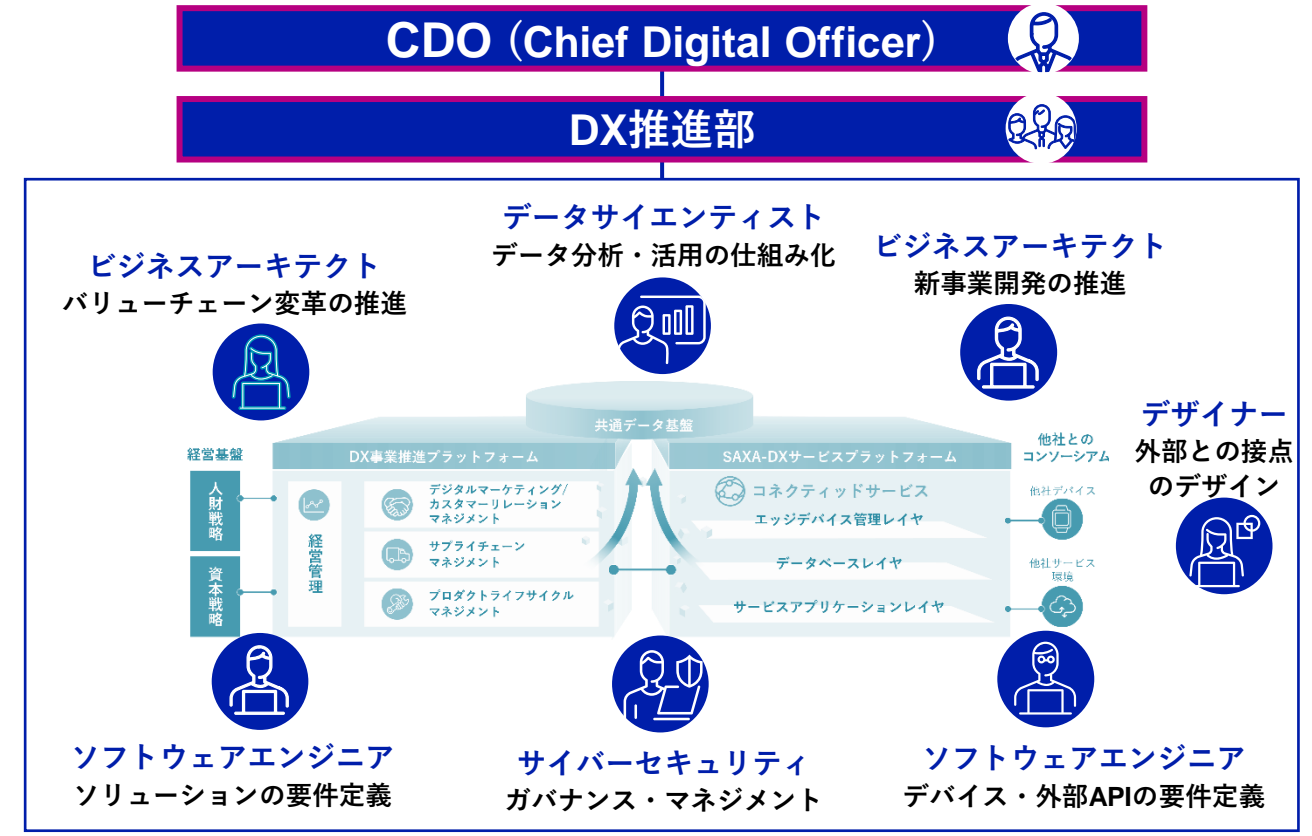 CDO（Chief Digital Officer）
DX推進部
データサイエンティスト
データ分析・活用の仕組み化
ビジネスアーキテクト
バリューチェーン変革の推進
ビジネスアーキテクト
新事業開発の推進
デザイナー
外部との接点
のデザイン
共通データ基盤
経営基盤
人財戦略
資本戦略
DX事業推進プラットフォーム
経営管理
デジタルマーケティング/
カスタマーリレーション
マネジメント
サプライチェーン
マネジメント
プロダクトライフサイクル
マネジメント
SAXA-DXサービスプラットフォーム
コネクティッドサービス
エッジデバイス管理レイヤ
データベースレイヤ
サービスアプリケーションレイヤ
他社との
コンソーシアム
他社デバイス
他社サービス
環境
ソフトウェアエンジニア
ソリューションの要件定義
サイバーセキュリティ
ガバナンス・マネジメント
ソフトウェアエンジニア
デバイス・外部APIの要件定義